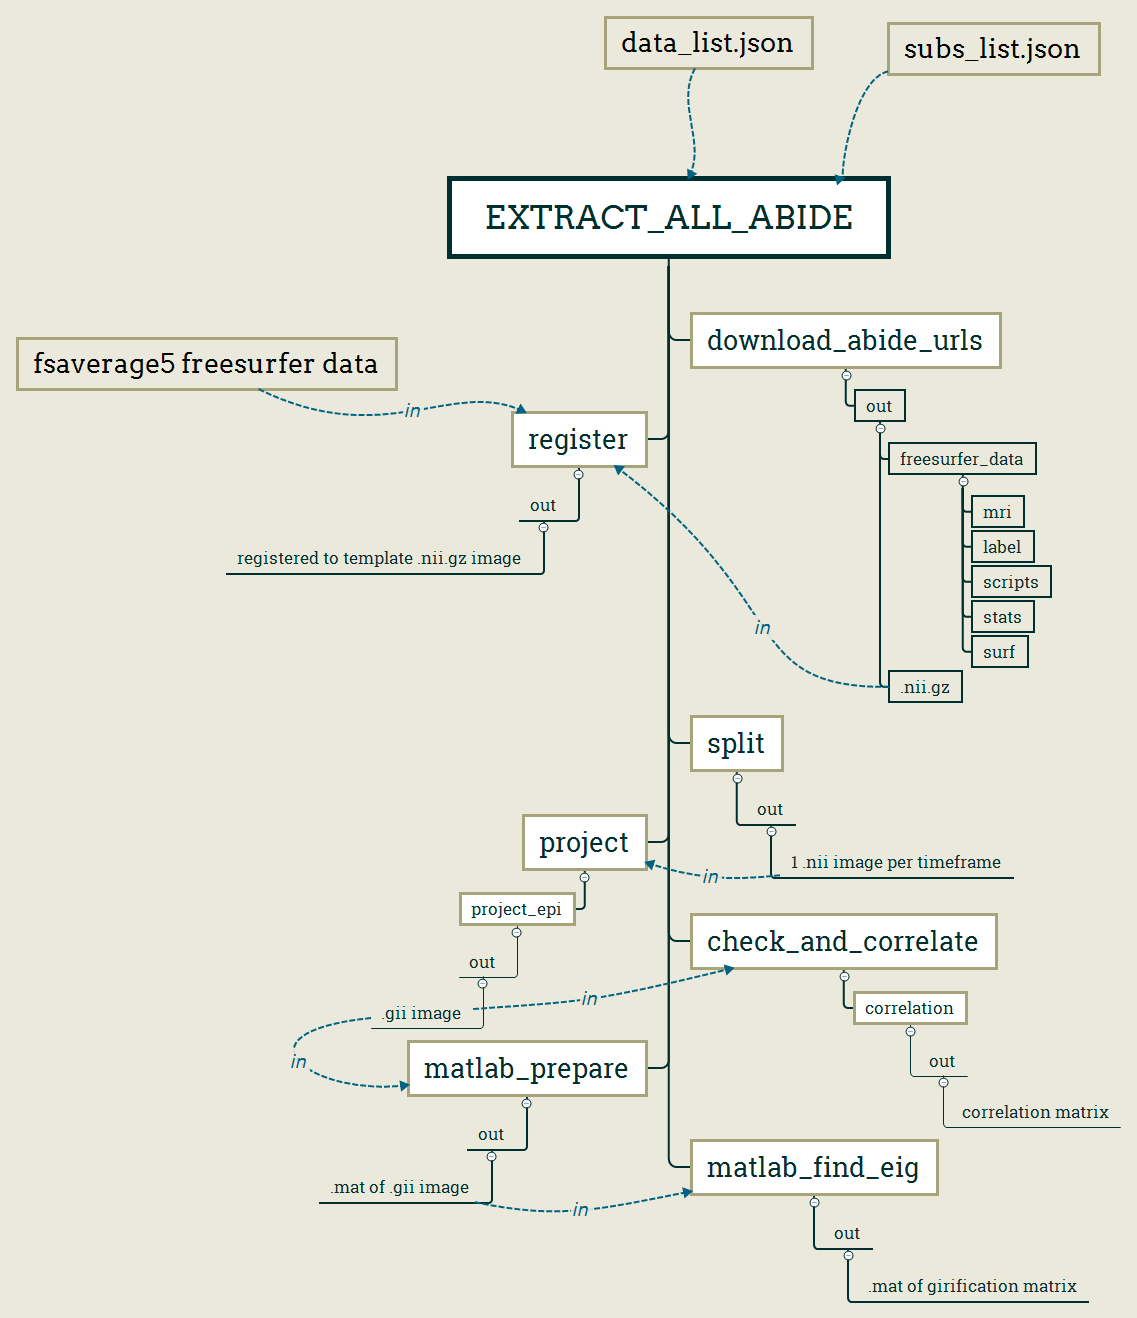 data_list.json
subs_list.json
EXTRACT_ALL_ABIDE
download_abide_urls
fsaverage5 freesurfer data
in
register
out
freesurfer_data
mri
label
scripts
stats
surf
.nii.gz
out
registered to template .nii.gz image
in
split
out
1 .nii image per timeframe
in
project
project_epi
out
.gii image
in
in
check_and_correlate
correlation
out
correlation matrix
matlab_prepare
out
.mat of .gii image
in
matlab_find_eig
out
.mat of girification matrix